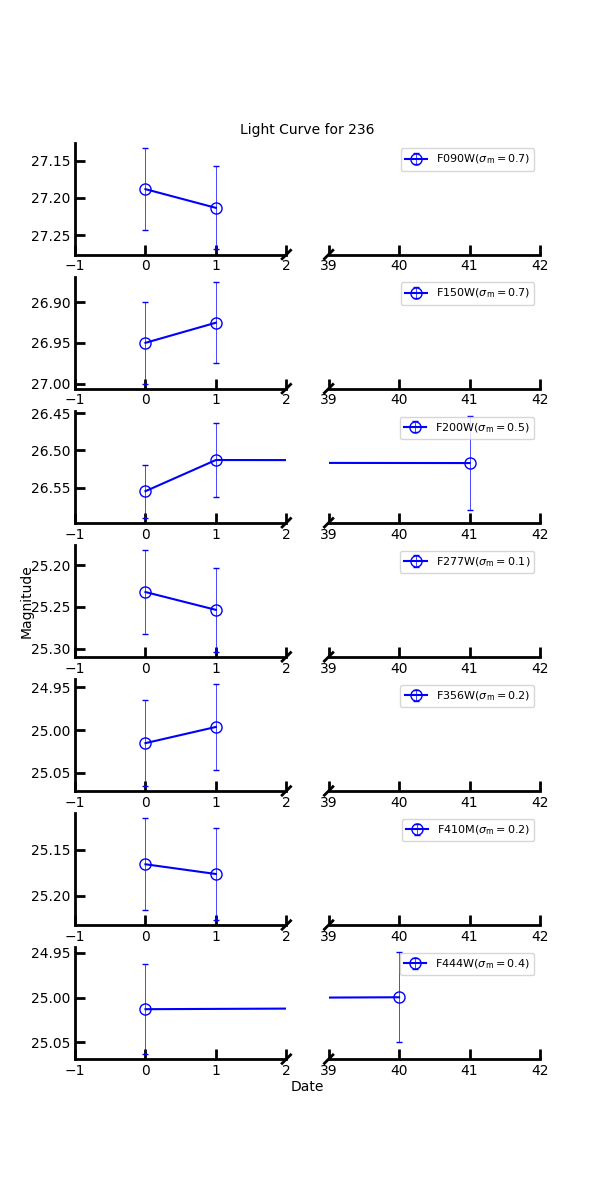 Light Curve for 236
27.15
27.20
27.25
F090W(σm = 0.7)
−1 0 1 2 39 40 41 42
26.90
26.95
27.00
F150W(σm = 0.7)
−1 0 1 2 39 40 41 42
26.45
26.50
26.55
F200W(σm = 0.5)
−1 0 1 2 39 40 41 42
25.20
25.25
25.30
F277W(σm = 0.1)
−1 0 1 2 39 40 41 42
Magnitude
24.95
25.00
25.05
F356W(σm = 0.2)
−1 0 1 2 39 40 41 42
25.15
25.20
F410M(σm = 0.2)
−1 0 1 2 39 40 41 42
24.95
25.00
25.05
F444W(σm = 0.4)
−1 0 1 2 39 40 41 42
Date